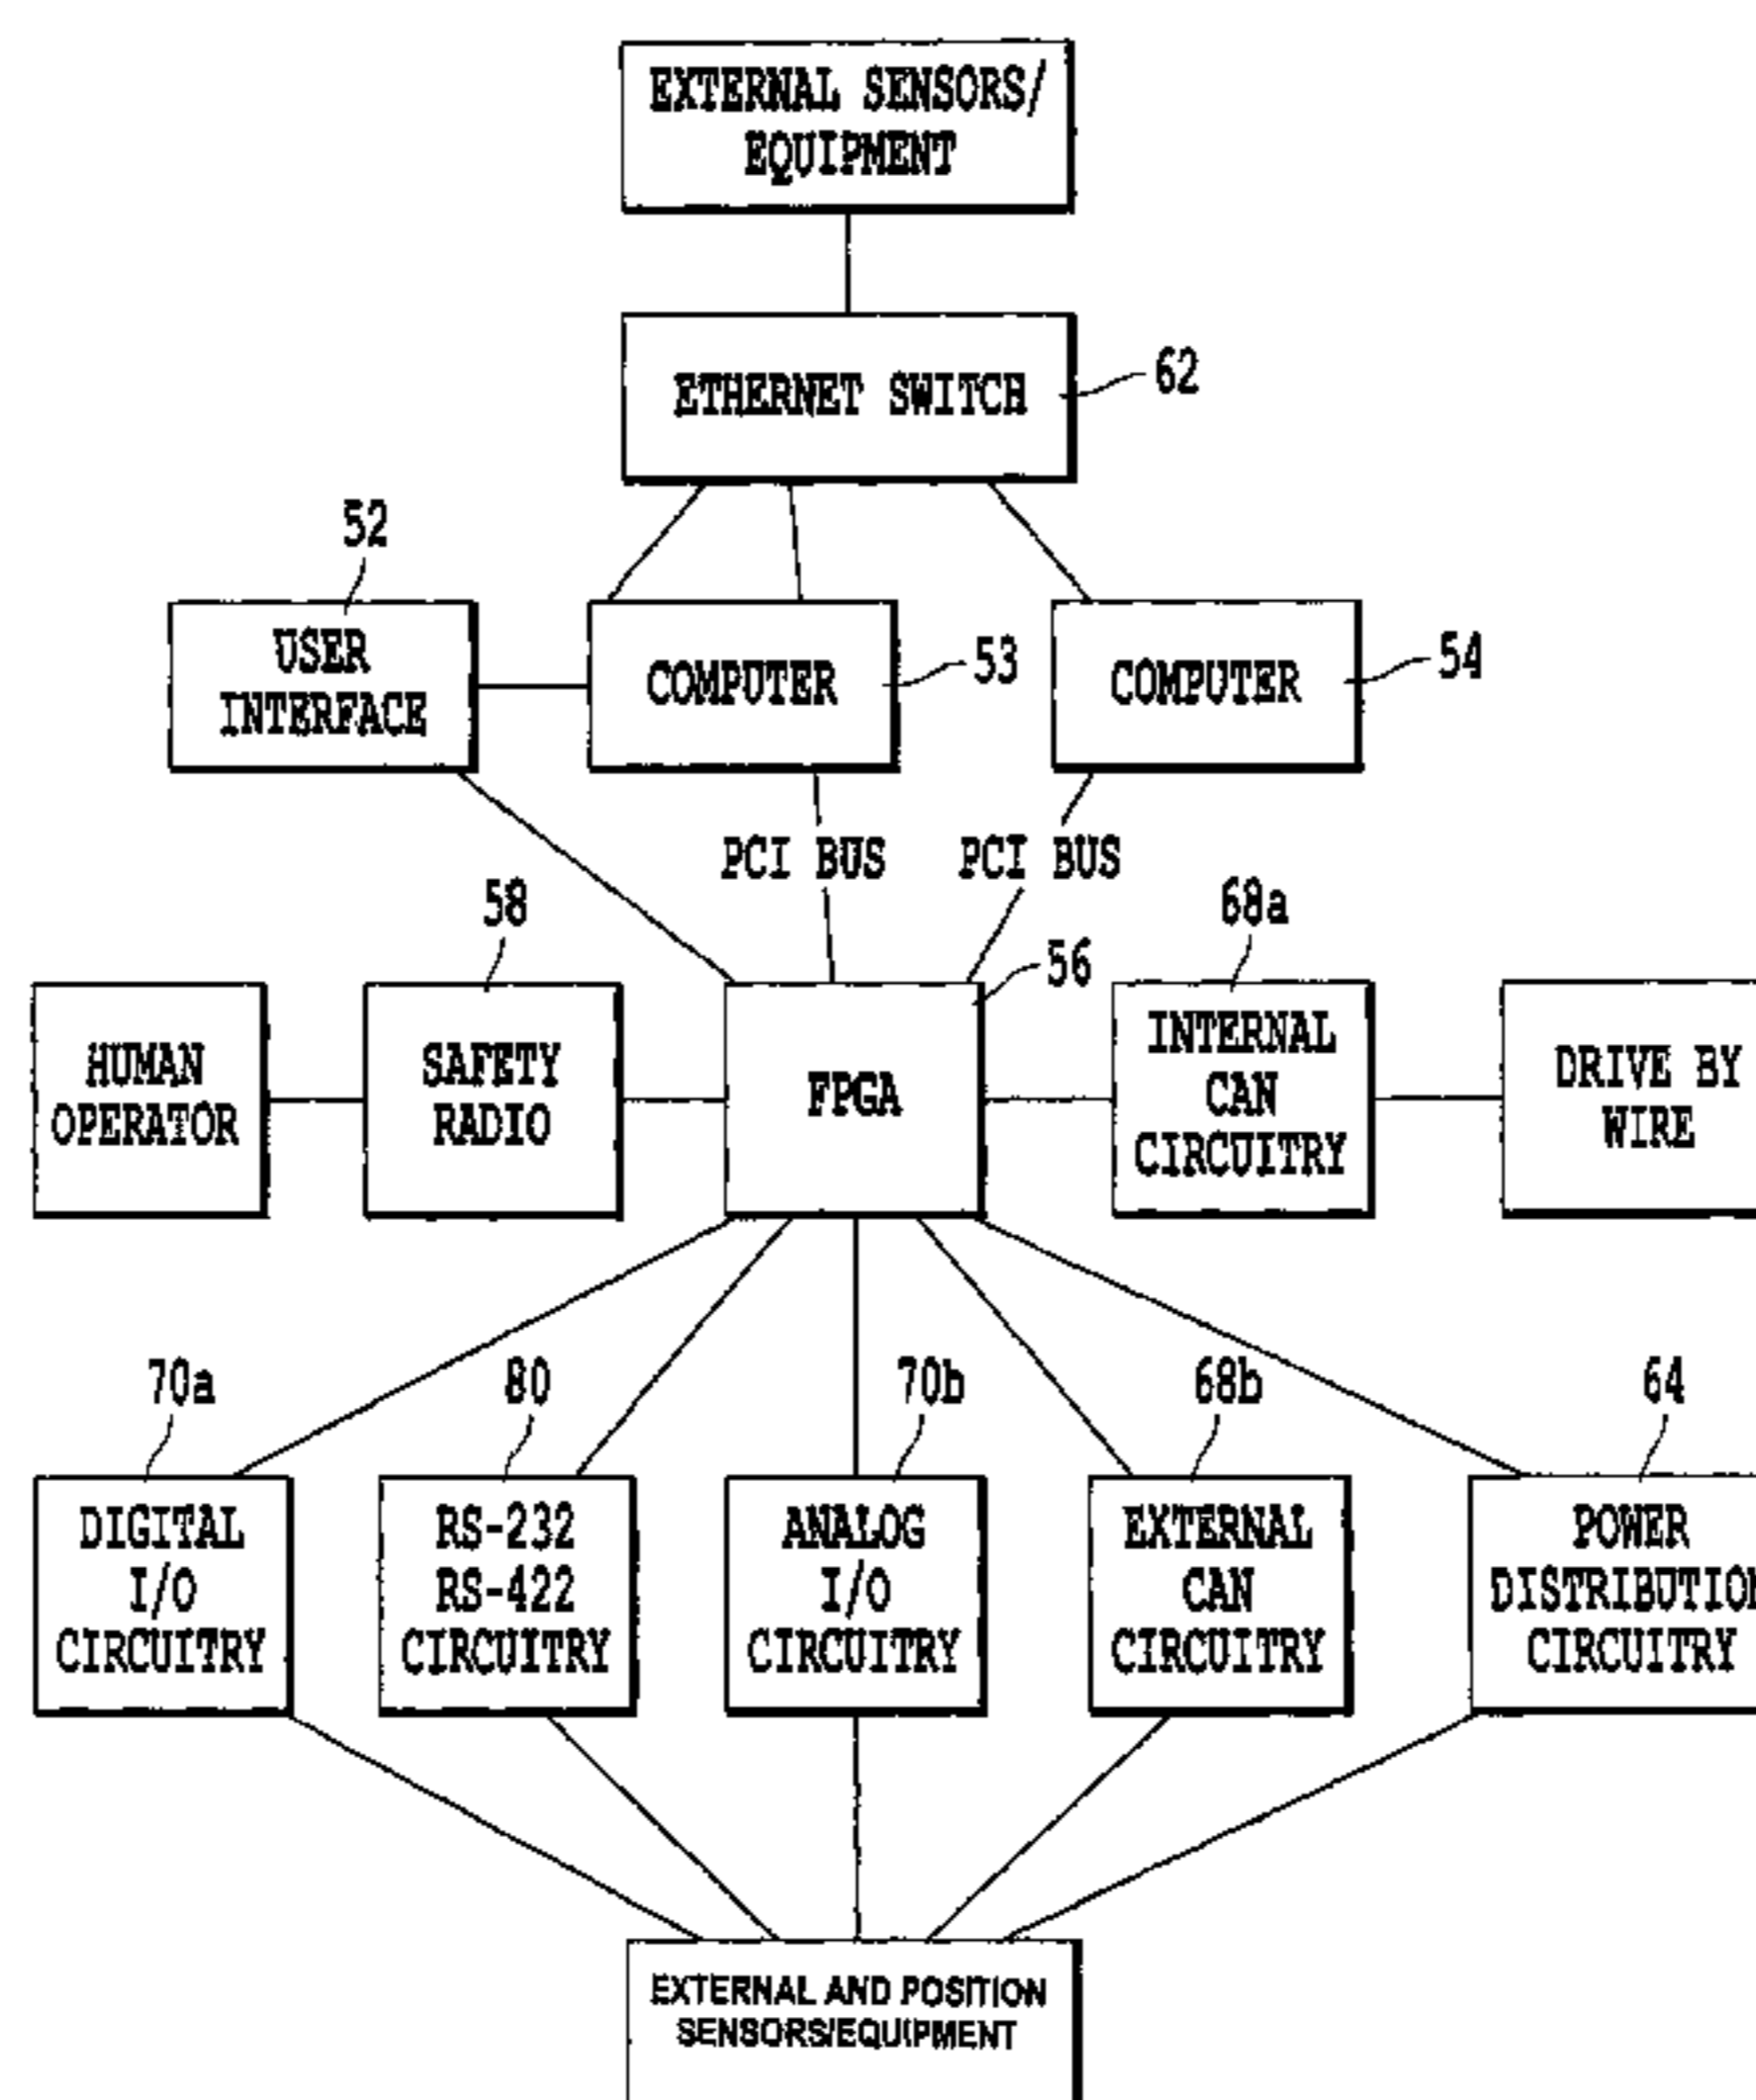 EXTERNAL SENSORS/
EQUIPMENT
ETHERNET SWITCH
62
52
USER
INTERFACE
COMPUTER
53
COMPUTER
54
PCI BUS
PCI BUS
58
56
68a
HUMAN
OPERATOR
SAFETY
RADIO
FPGA
INTERNAL
CAN
CIRCUITRY
DRIVE BY
WIRE
70a
80
70b
68b
64
DIGITAL
I/O
CIRCUITRY
RS-232
RS-422
CIRCUITRY
ANALOG
I/O
CIRCUITRY
EXTERNAL
CAN
CIRCUITRY
POWER
DISTRIBUTION
CIRCUITRY
EXTERNAL AND POSITION
SENSORS/EQUIPMENT